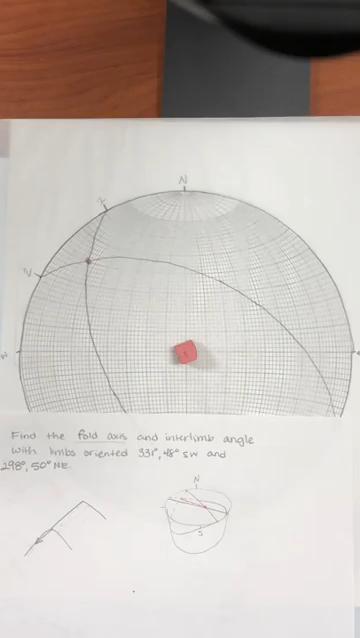 N
Find the fold axis and interlimb angle
with limbs oriented 331°, 48° SW and
298°, 50° NE.
N
S